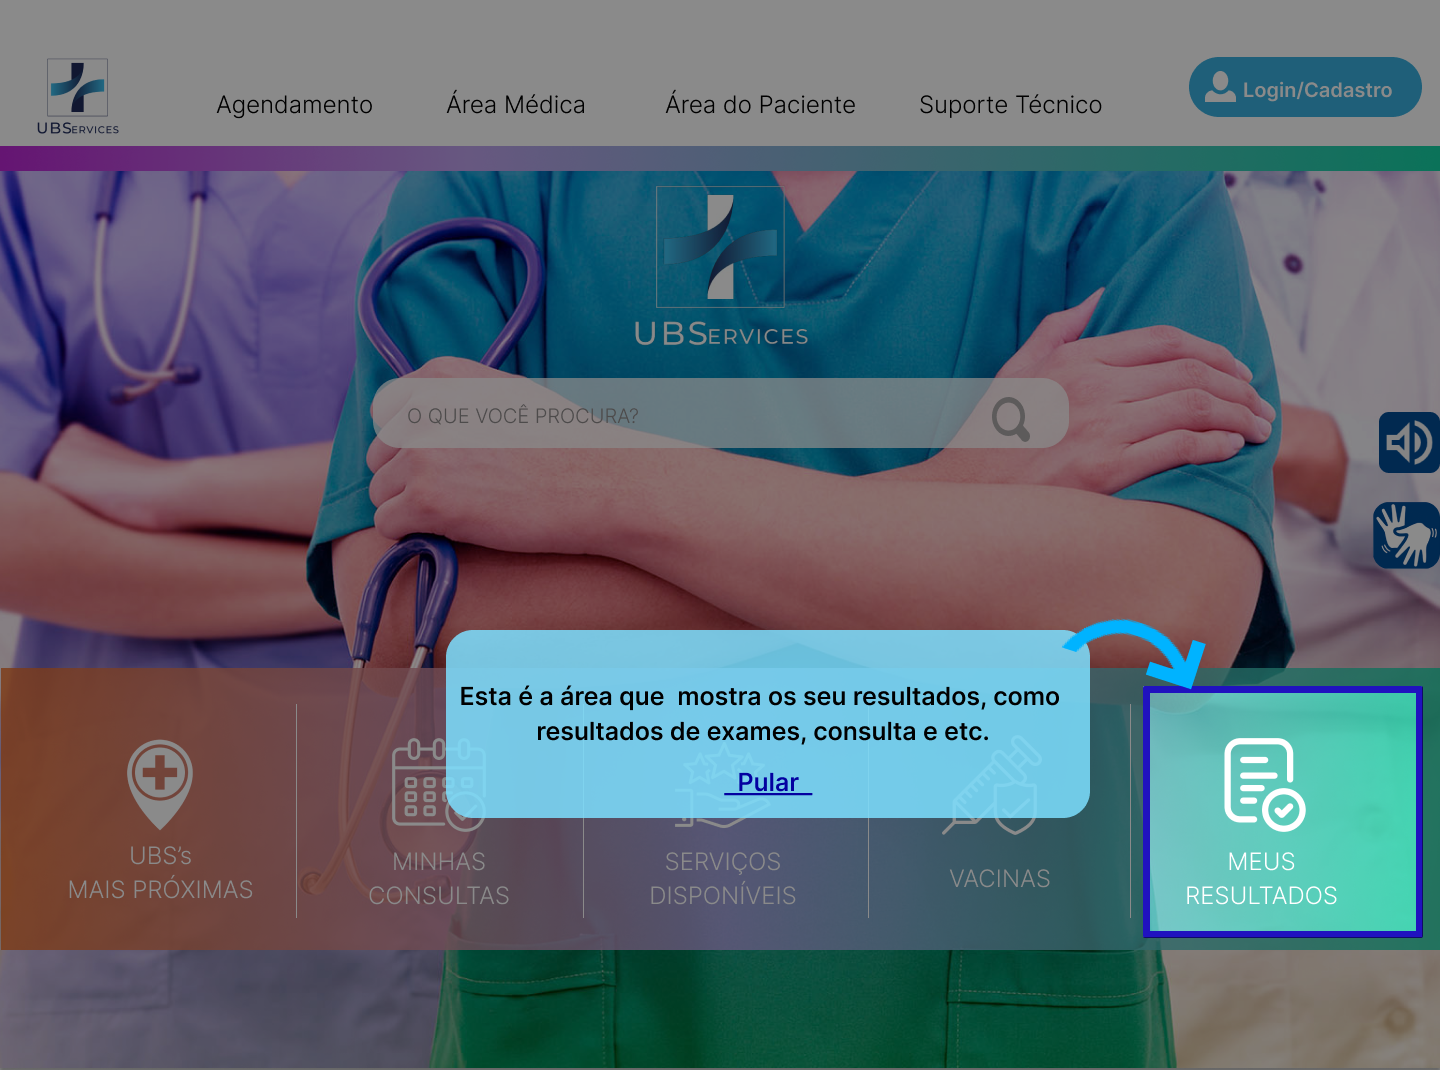 UBSERVICES
Agendamento
Área Médica
Área do Paciente
Suporte Técnico
Login/Cadastro
UBSERVICES
O QUE VOCÊ PROCURA?
Esta é a área que mostra os seu resultados, como
resultados de exames, consulta e etc.
Pular
UBS’s
MAIS PRÓXIMAS
MINHAS
CONSULTAS
SERVIÇOS
DISPONÍVEIS
VACINAS
MEUS
RESULTADOS